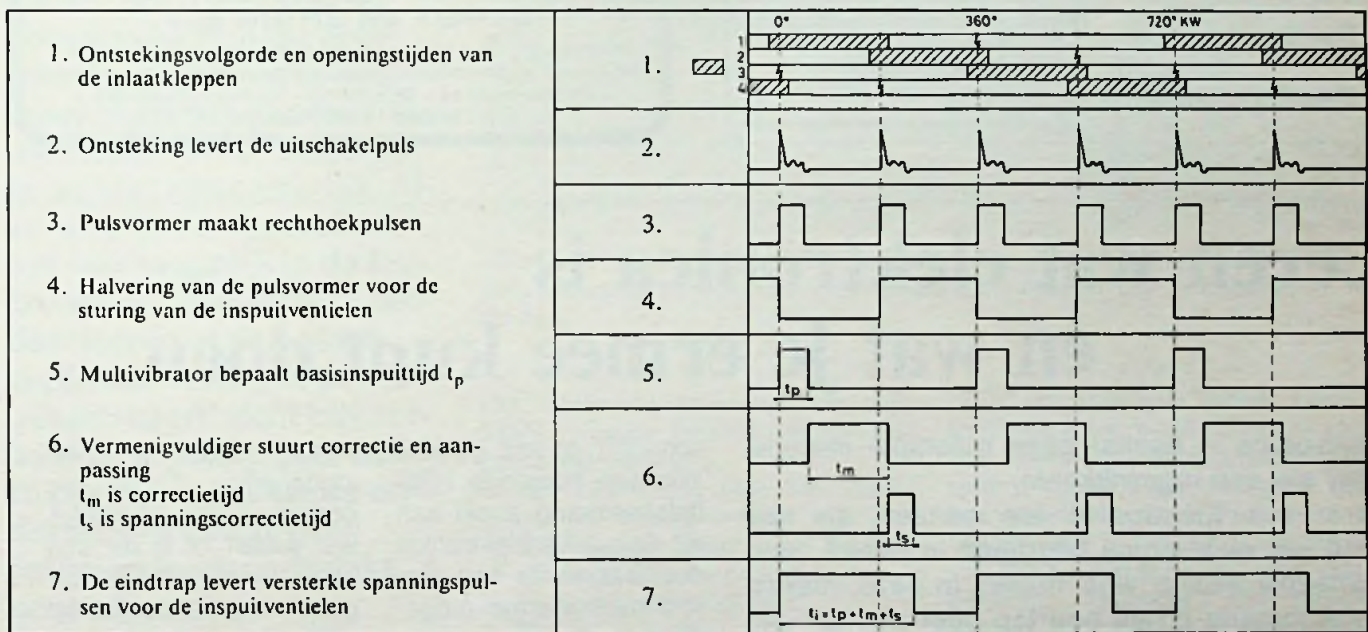 0° 360° 720° KW
1. Ontstekingsvolgorde en openingstijden van
de inlaatkleppen
1.
1
2
3
4
2. Ontsteking levert de uitschakelpuls
2.
3. Pulsvormer maakt rechthoekpulsen
3.
4. Halvering van de pulsvormer voor de
sturing van de inspuitventielen
4.
5. Multivibrator bepaalt basisinspuittijd tp
5.
tp
6. Vermenigvuldiger stuurt correctie en aan-
passing
tm is correctietijd
ts is spanningscorrectietijd
6.
tm
ts
7. De eindtrap levert versterkte spanningspul-
sen voor de inspuitventielen
7.
ti = tp + tm + ts